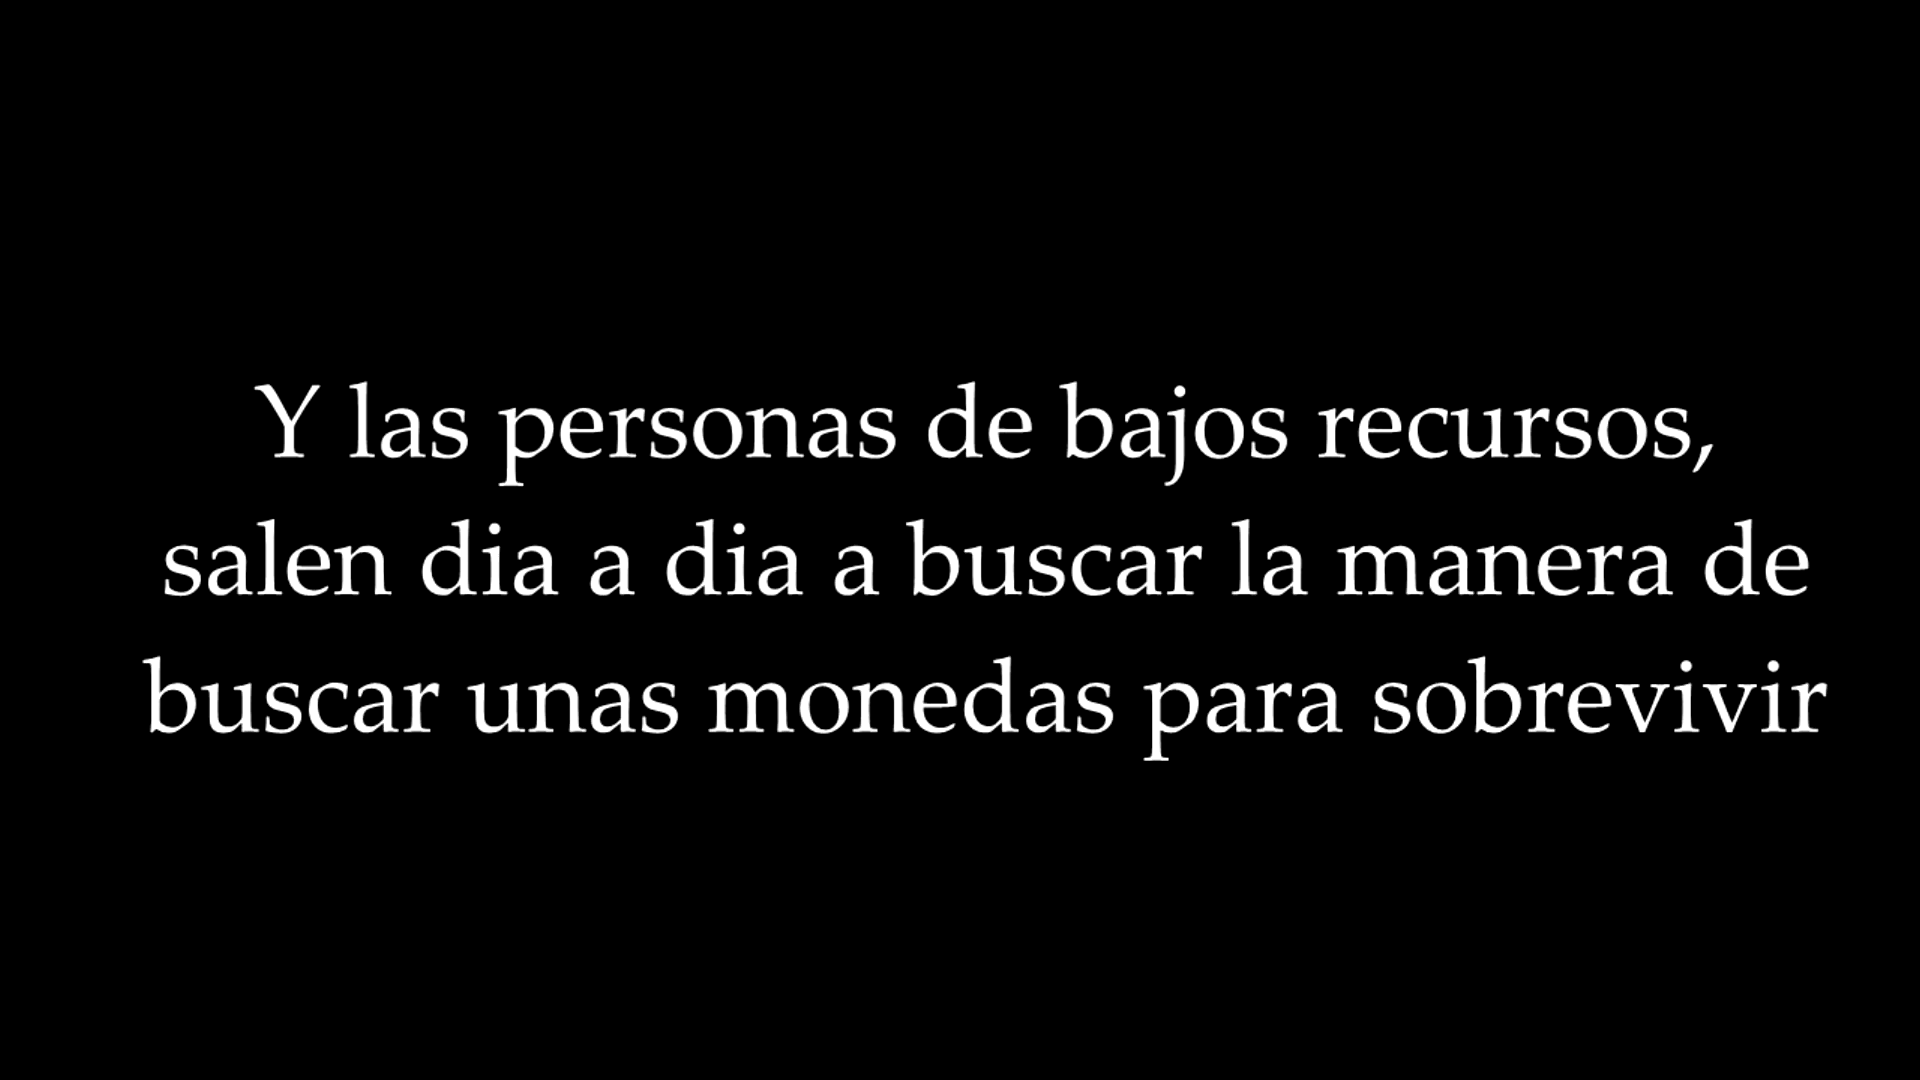 Y las personas de bajos recursos,
salen dia a dia a buscar la manera de
buscar unas monedas para sobrevivir